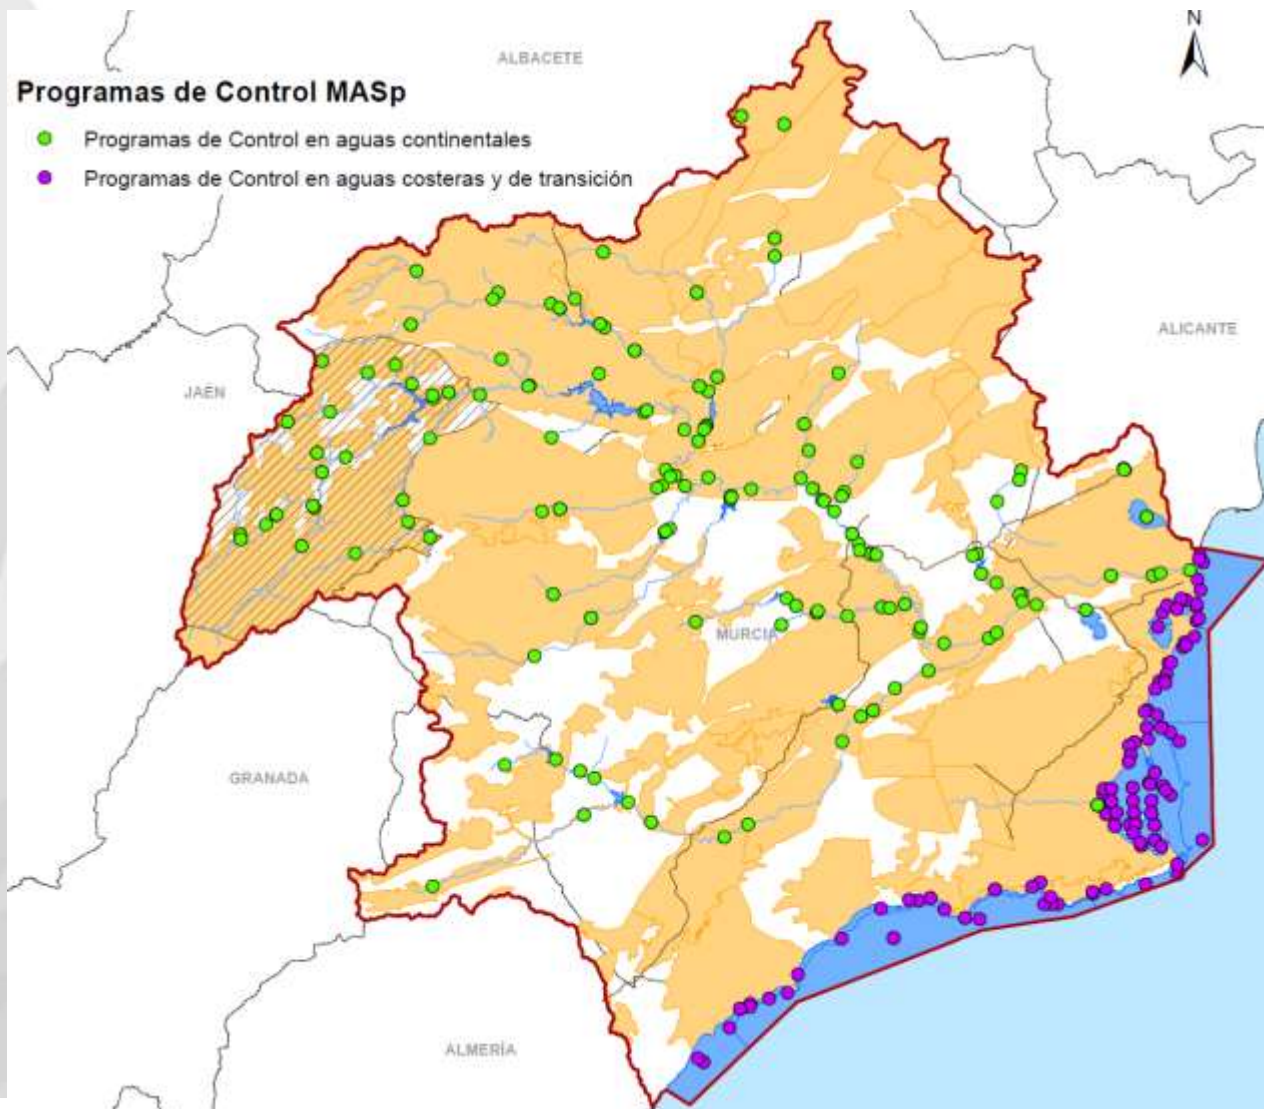 N
ALBACETE
Programas de Control MASp
Programas de Control en aguas continentales
Programas de Control en aguas costeras y de transición
ALICANTE
JAÉN
MURCIA
GRANADA
ALMERÍA